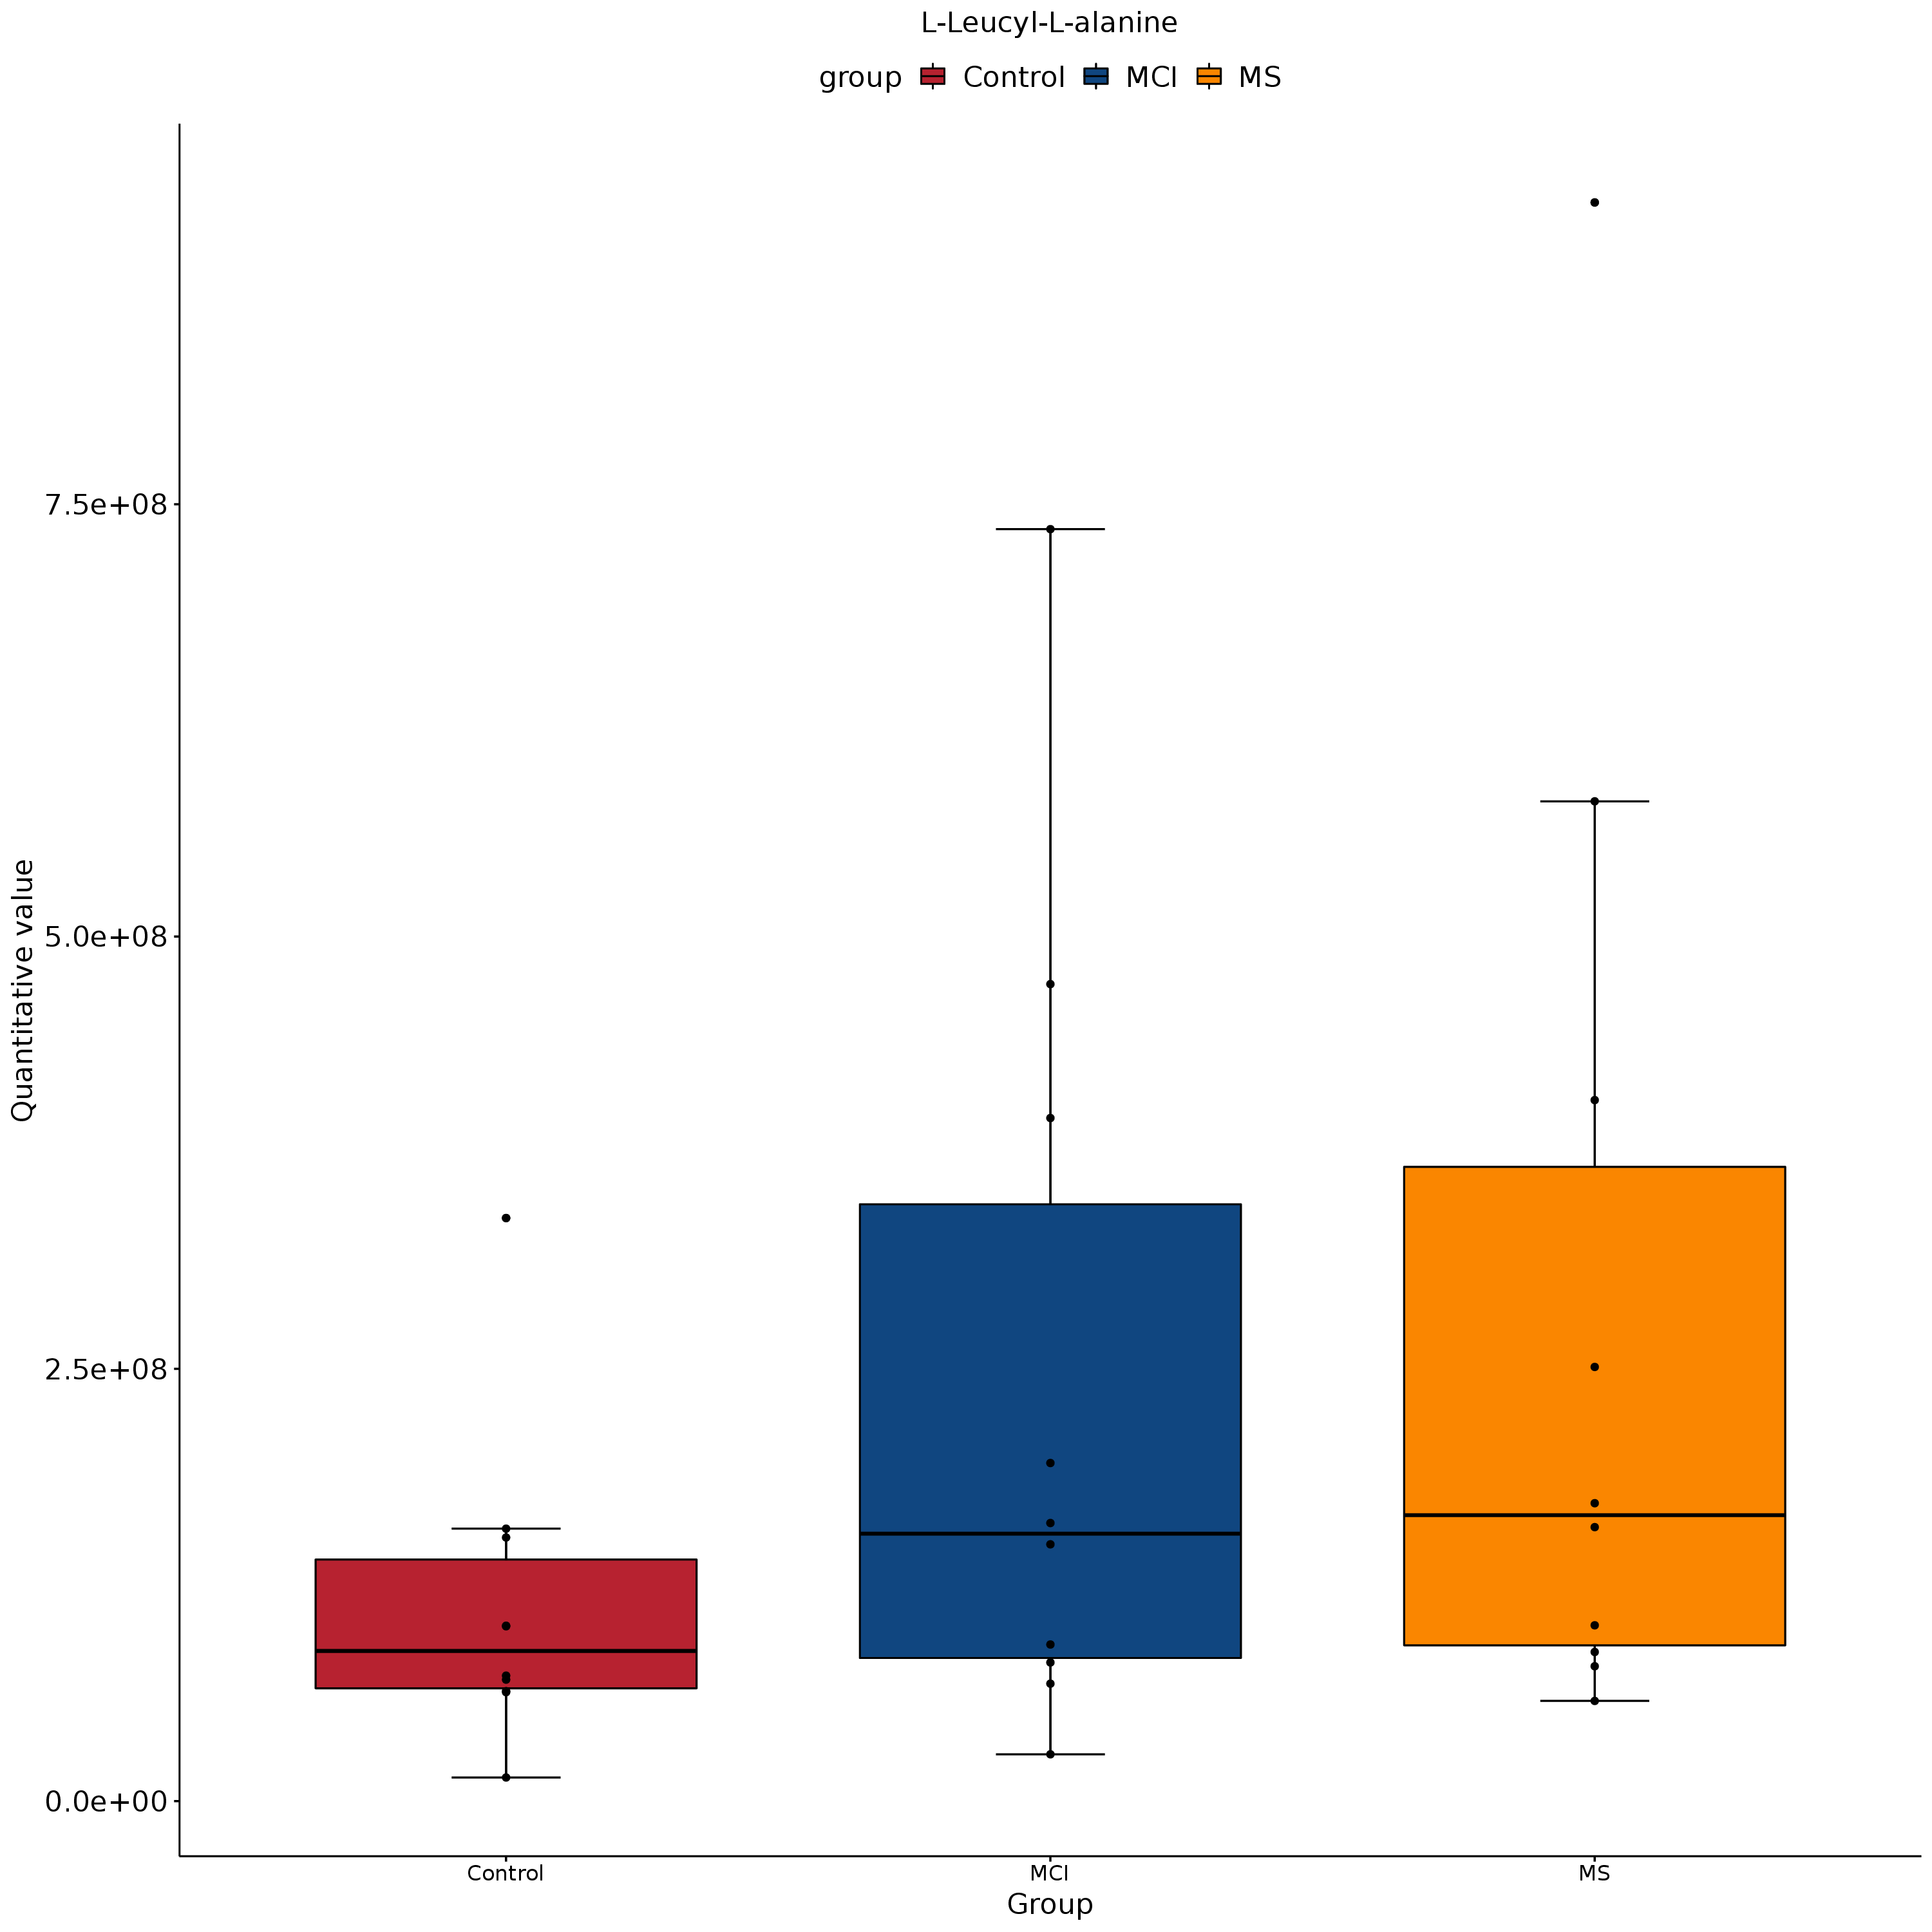 L-Leucyl-L-alanine
group Control MCI MS
Quantitative value
7.5e+08
5.0e+08
2.5e+08
0.0e+00
Control MCI MS
Group